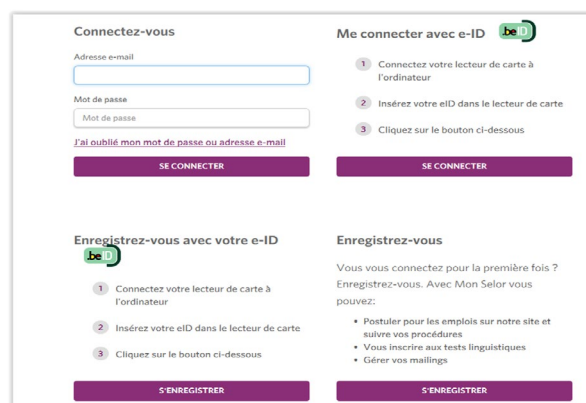 Connectez-vous
Adresse e-mail
Mot de passe
Mot de passe
J'ai oublié mon mot de passe ou adresse e-mail
SE CONNECTER
Me connecter avec e-ID
.beID
1 Connectez votre lecteur de carte à
l'ordinateur
2 Insérez votre eID dans le lecteur de carte
3 Cliquez sur le bouton ci-dessous
SE CONNECTER
Enregistrez-vous avec votre e-ID
.beID
1 Connectez votre lecteur de carte à
l'ordinateur
2 Insérez votre eID dans le lecteur de carte
3 Cliquez sur le bouton ci-dessous
S'ENREGISTRER
Enregistrez-vous
Vous vous connectez pour la première fois ?
Enregistrez-vous. Avec Mon Selor vous
pouvez:
• Postuler pour les emplois sur notre site et
suivre vos procédures
• Vous inscrire aux tests linguistiques
• Gérer vos mailings
S'ENREGISTRER